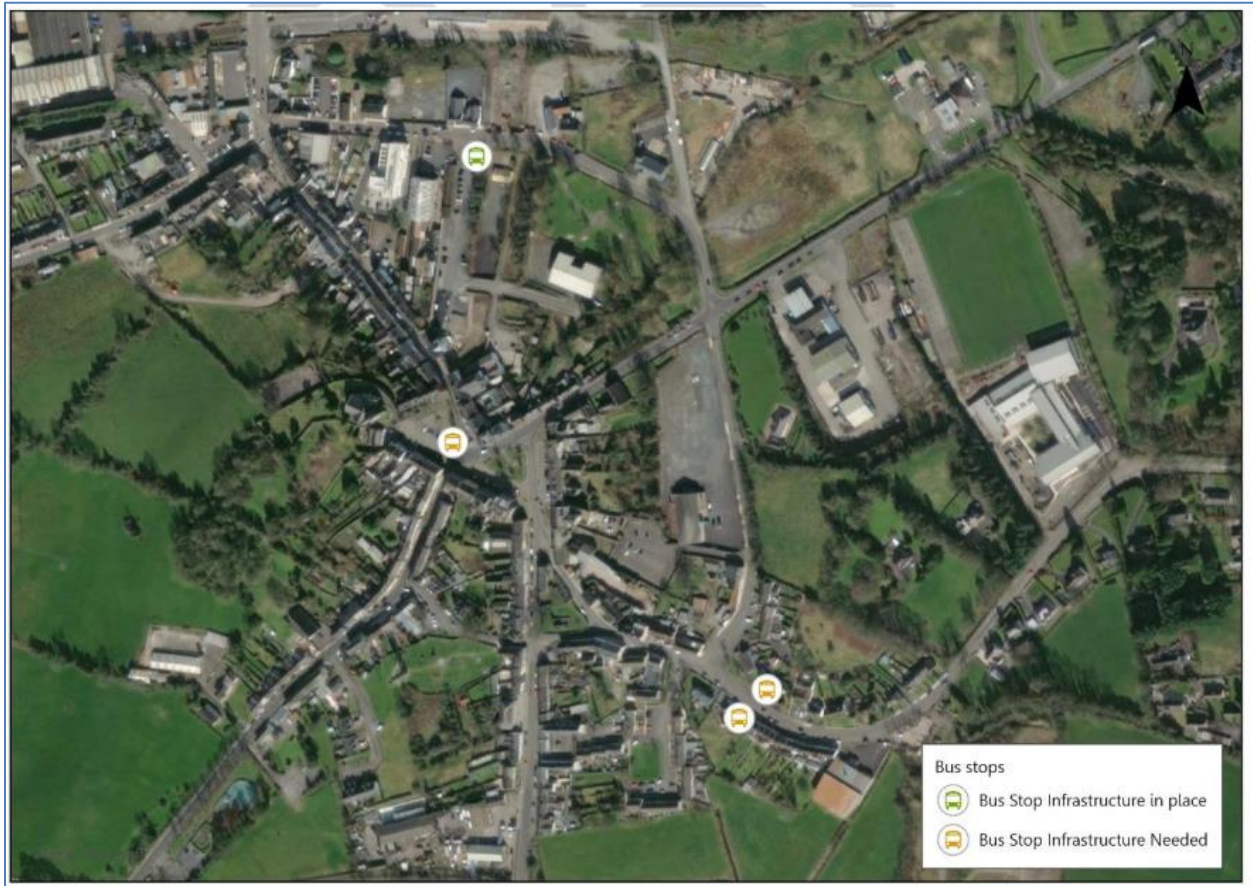 N
Bus stops
Bus Stop Infrastructure in place
Bus Stop Infrastructure Needed